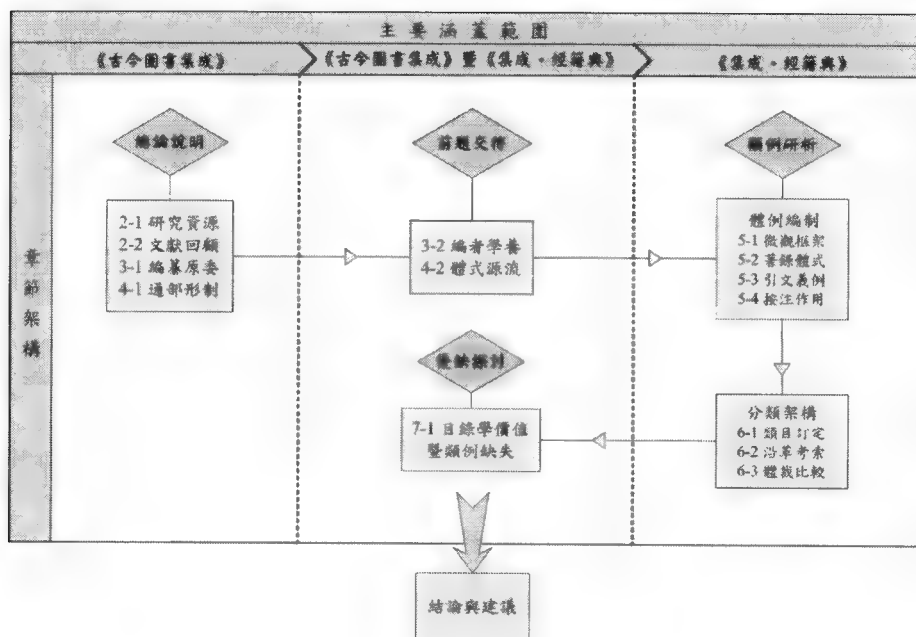 主要涵蓋範圍
《古今圖書集成》
《古今圖書集成》暨《集成·經籍典》
《集成·經籍典》
章節架構
總論說明
2-1 研究資源
2-2 文獻回顧
3-1 編纂原委
4-1 通部形制
前題交待
3-2 編者學養
4-2 體式源流
類例研析
體例編制
5-1 微觀框架
5-2 著錄體式
5-3 引文義例
5-4 按注作用
分類架構
6-1 類目訂定
6-2 沿革考索
6-3 體裁比較
7-1 目錄學價值
暨類例缺失
結論與建議